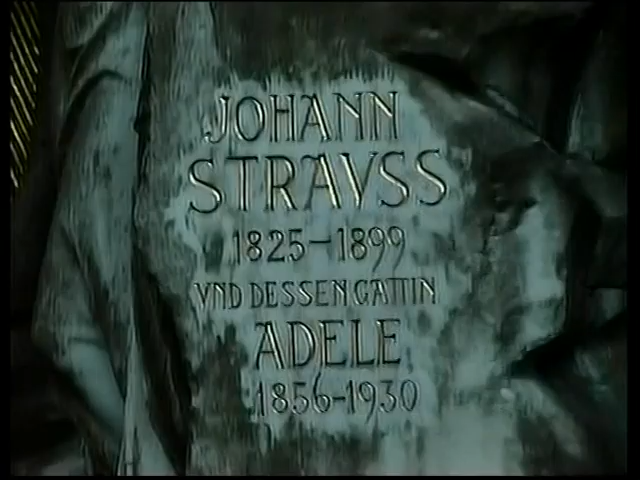 JOHANN
STRAVSS
1825–1899
VND DESSEN GATTIN
ADELE
1856–1930